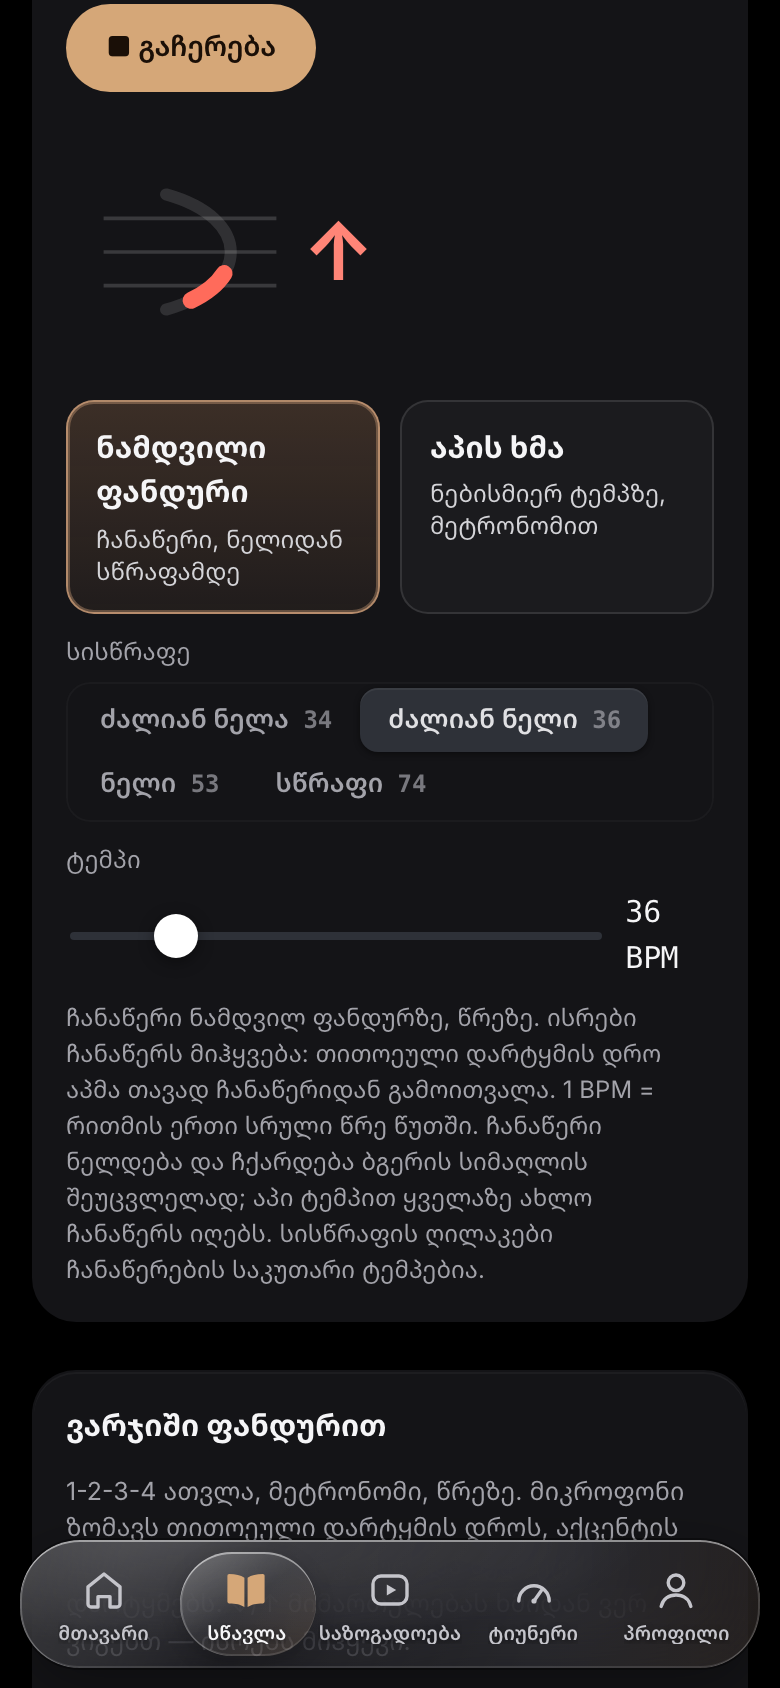 გაჩერება
ნამდვილი
ფანდური
ჩანაწერი, ნელიდან
სწრაფამდე
აპის ხმა
ნებისმიერ ტემპზე,
მეტრონომით
სისწრაფე
ძალიან ნელა 34
ძალიან ნელი 36
ნელი 53
სწრაფი 74
ტემპი
36
BPM
ჩანაწერი ნამდვილ ფანდურზე, წრეზე. ისრები
ჩანაწერს მიჰყვება: თითოეული დარტყმის დრო
აპმა თავად ჩანაწერიდან გამოითვალა. 1 BPM =
რითმის ერთი სრული წრე წუთში. ჩანაწერი
ნელდება და ჩქარდება ბგერის სიმაღლის
შეუცვლელად; აპი ტემპით ყველაზე ახლო
ჩანაწერს იღებს. სისწრაფის ღილაკები
ჩანაწერების საკუთარი ტემპებია.
ვარჯიში ფანდურით
1-2-3-4 ათვლა, მეტრონომი, წრეზე. მიკროფონი
ზომავს თითოეული დარტყმის დროს, აქცენტის
მთავარი
სწავლა
საზოგადოება
ტიუნერი
პროფილი